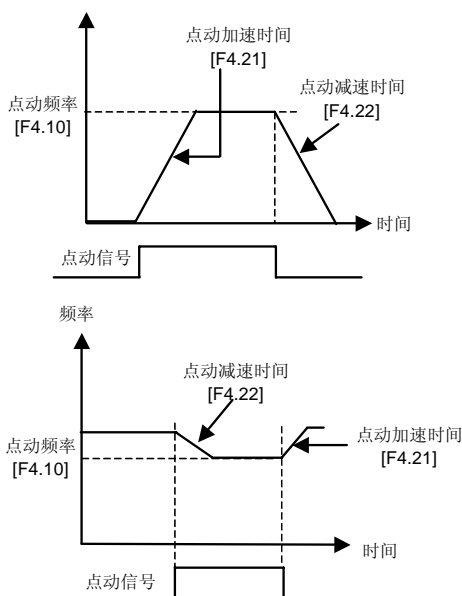 点动加速时间
[F4.21]
点动减速时间
[F4.22]
点动频率
[F4.10]
时间
点动信号
频率
点动减速时间
[F4.22]
点动频率
[F4.10]
点动加速时间
[F4.21]
时间
点动信号